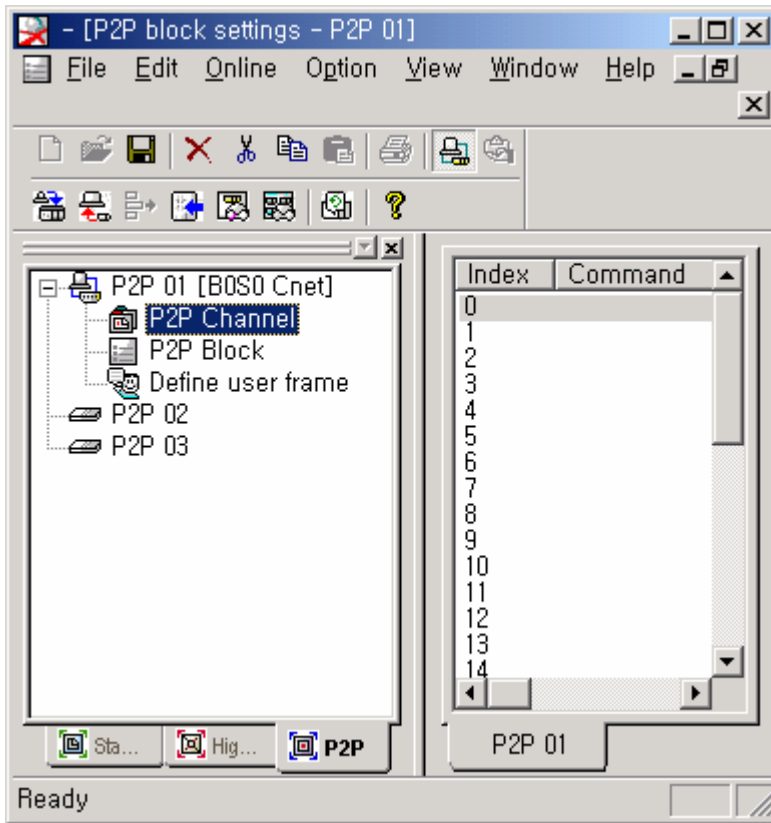 - [P2P block settings - P2P 01]
File Edit Online Option View Window Help
P2P 01 [B0S0 Cnet]
P2P Channel
P2P Block
Define user frame
P2P 02
P2P 03
Sta... Hig... P2P
Index Command
0
1
2
3
4
5
6
7
8
9
10
11
12
13
14
P2P 01
Ready